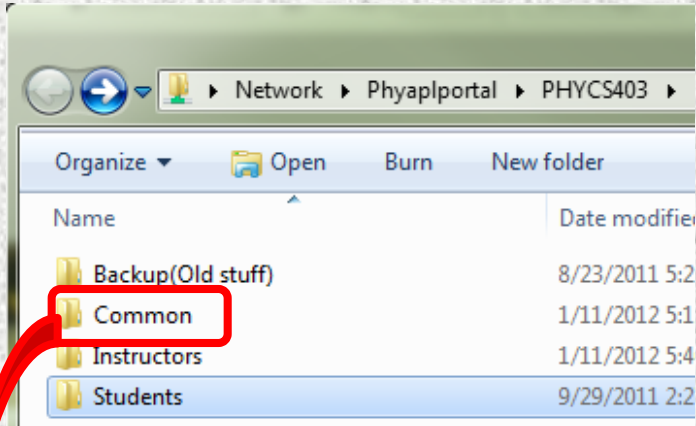 Network Phyaplportal PHYCS403
Organize Open Burn New folder
Name Date modifie
Backup(Old stuff) 8/23/2011 5:2
Common 1/11/2012 5:1
Instructors 1/11/2012 5:4
Students 9/29/2011 2:2